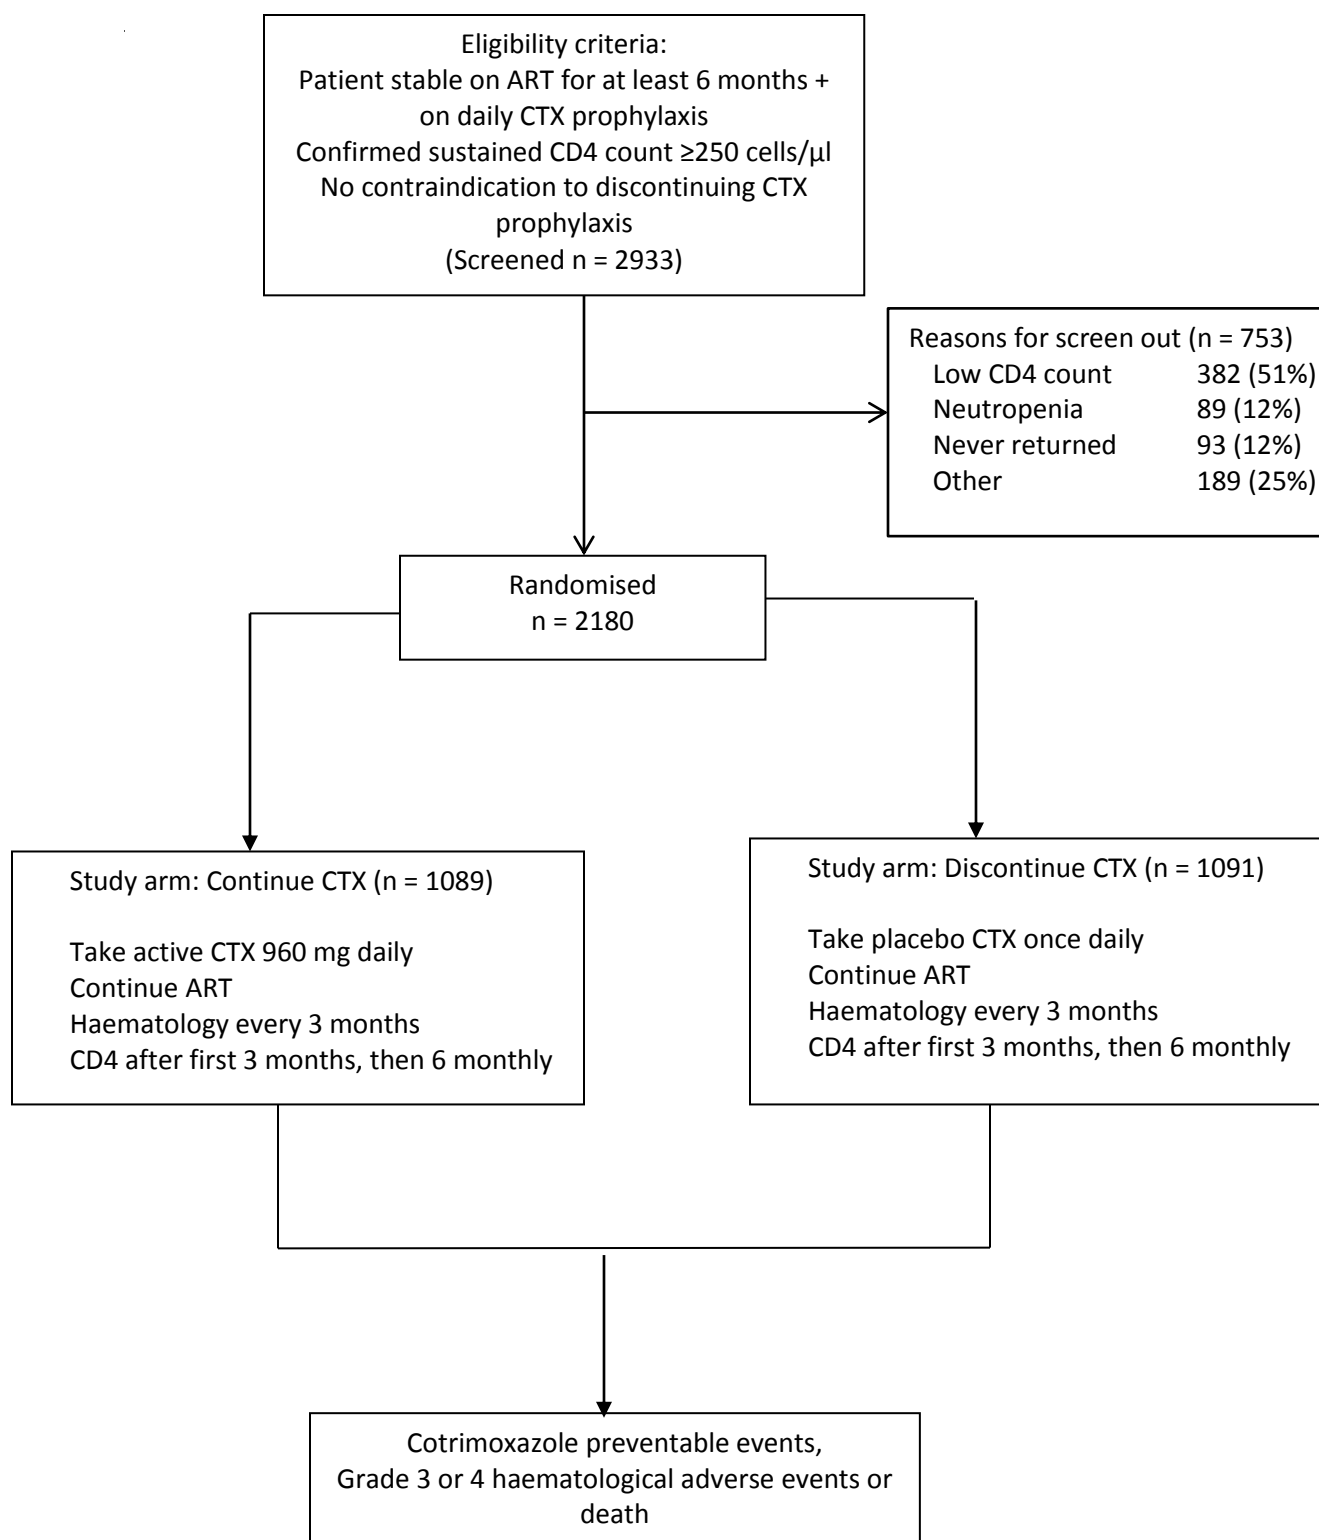 Eligibility criteria:
Patient stable on ART for at least 6 months +
on daily CTX prophylaxis
Confirmed sustained CD4 count ≥250 cells/µl
No contraindication to discontinuing CTX
prophylaxis
(Screened n = 2933)
Reasons for screen out (n = 753)
Low CD4 count 382 (51%)
Neutropenia 89 (12%)
Never returned 93 (12%)
Other 189 (25%)
Randomised
n = 2180
Study arm: Continue CTX (n = 1089)
Take active CTX 960 mg daily
Continue ART
Haematology every 3 months
CD4 after first 3 months, then 6 monthly
Study arm: Discontinue CTX (n = 1091)
Take placebo CTX once daily
Continue ART
Haematology every 3 months
CD4 after first 3 months, then 6 monthly
Cotrimoxazole preventable events,
Grade 3 or 4 haematological adverse events or
death